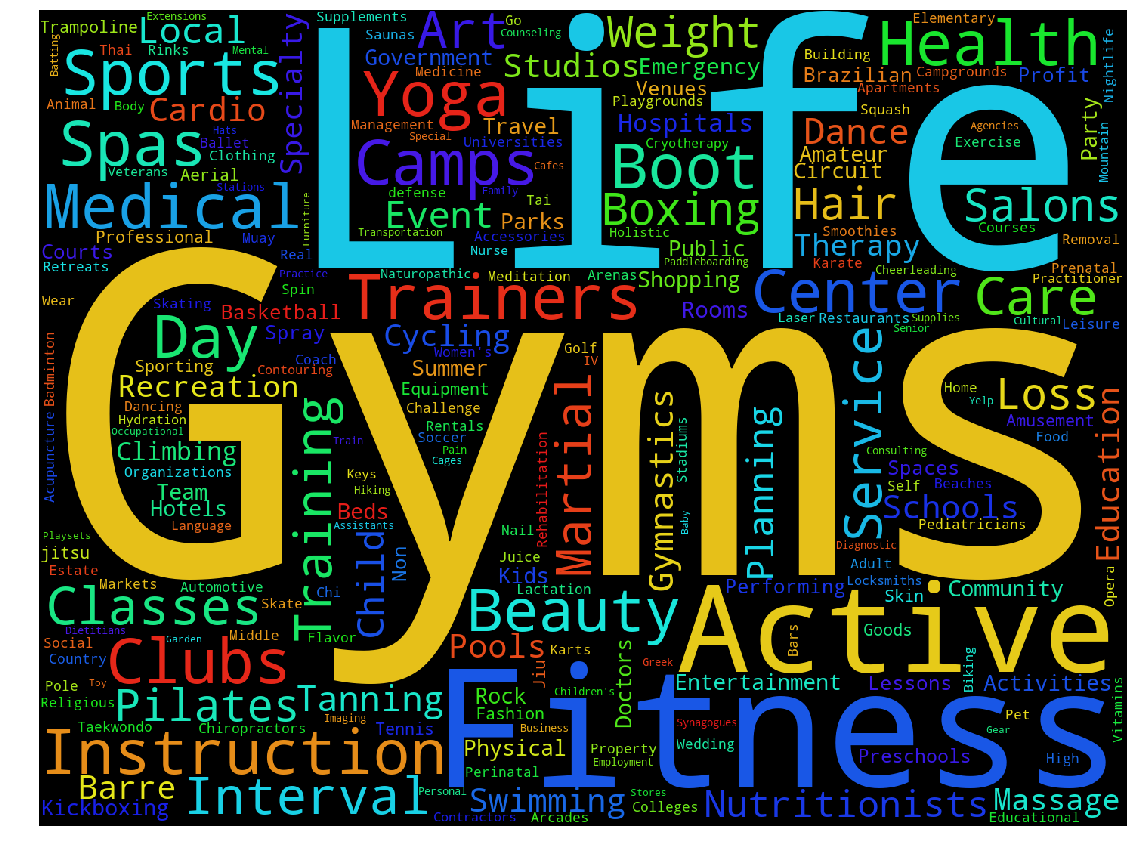 Extensions
Supplements
Go
Elementary
Trampoline
Local
Saunas
Art
Counseling
Weight
Health
Life
Batting
Thai
Rinks
Mental
Specialty
Government
Studios
Emergency
Building
Nightlife
Sports
Medicine
Venues
Brazilian
Campgrounds
Profit
Animal
Body
Cardio
Yoga
Playgrounds
Apartments
Hats
Management
Travel
Hospitals
Squash
Party
Spas
Ballet
Special
Universities
Cryotherapy
Dance
Agencies
Mountain
Clothing
Camps
Cafes
Boot
Amateur
Exercise
Veterans
Aerial
Circuit
Stations
defense
Family
Tai
Boxing
Hair
Salons
Medical
Furniture
Event
Parks
Holistic
Smoothies
Courses
Professional
Muay
Transportation
Accessories
Public
Therapy
Removal
Courts
Real
Nurse
Paddleboarding
Karate
Cheerleading
Prenatal
Retreats
Practice
Naturopathic
Meditation
Arenas
Shopping
Practitioner
Wear
Skating
Spin
Trainers
Rooms
Center
Care
Basketball
Laser
Restaurants
Supplies
Cultural
Leisure
Day
Spray
Cycling
Senior
Gyms
Women's
Golf
Service
Sporting
Coach
Summer
IV
Contouring
Badminton
Recreation
Equipment
Home
Loss
Dancing
Challenge
Yelp
Hydration
Rentals
Amusement
Occupational
Training
Train
Soccer
Martial
Gymnastics
Stadiums
Planning
Food
Education
Climbing
Pain
Consulting
Acupuncture
Organizations
Cages
Rehabilitation
Spaces
Keys
Self
Beaches
Team
Hiking
Baby
Hotels
Beds
Schools
Language
Assistants
Nail
Pediatricians
Playsets
jitsu
Child
Non
Juice
Diagnostic
Estate
Kids
Adult
Markets
Automotive
Chi
Lactation
Performing
Locksmiths
Community
Classes
Skate
Beauty
Active
Skin
Opera
Dietitians
Garden
Middle
Flavor
Social
Pools
Karts
Bars
Goods
Country
Clubs
Jiu
Greek
Biking
Pole
Toy
Doctors
Entertainment
Lessons
Activities
Religious
Pilates
Tanning
Rock
Children's
Vitamins
Imaging
Fashion
Fitness
Taekwondo
Chiropractors
Tennis
Business
Synagogues
Pet
Gear
Instruction
Physical
Property
Wedding
Preschools
High
Employment
Perinatal
Barre
Interval
Personal
Swimming
Stores
Nutritionists
Massage
Kickboxing
Contractors
Arcades
Colleges
Educational